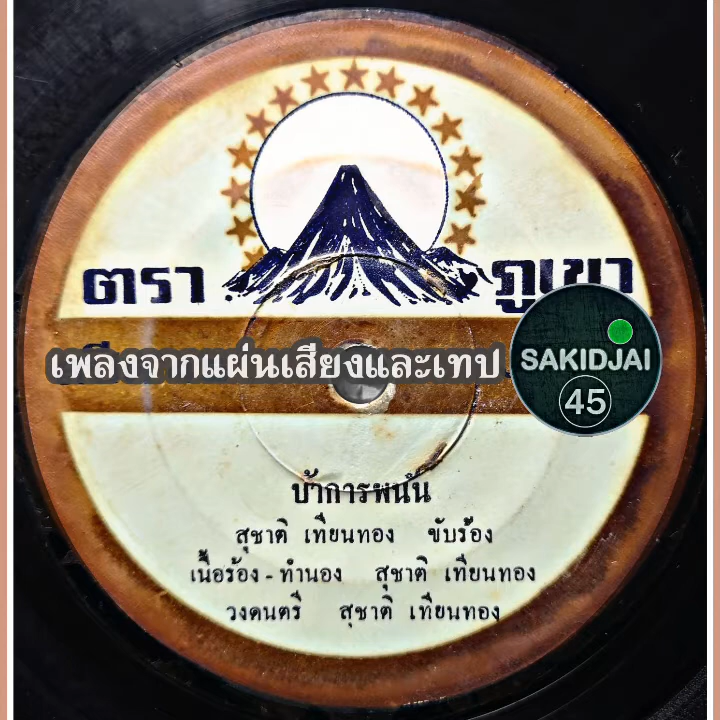 ตรา ภูเขา
เพลงจากแผ่นเสียงและเทป
SAKIDJAI
45
บ้าการพนัน
สุชาติ เทียนทอง ขับร้อง
เนื้อร้อง - ทำนอง สุชาติ เทียนทอง
วงดนตรี สุชาติ เทียนทอง